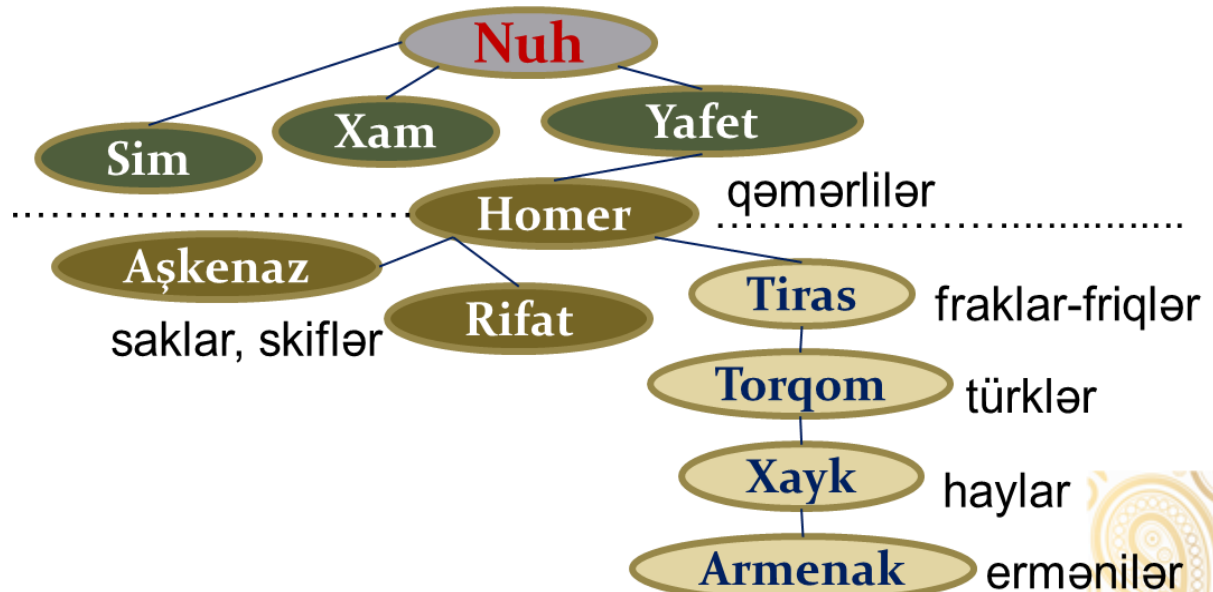 Nuh
Sim
Xam
Yafet
Homer
qəmərlilər
Aşkenaz
saklar, skiflər
Rifat
Tiras
fraklar-friqlər
Torqom
türklər
Xayk
haylar
Armenak
ermənilər